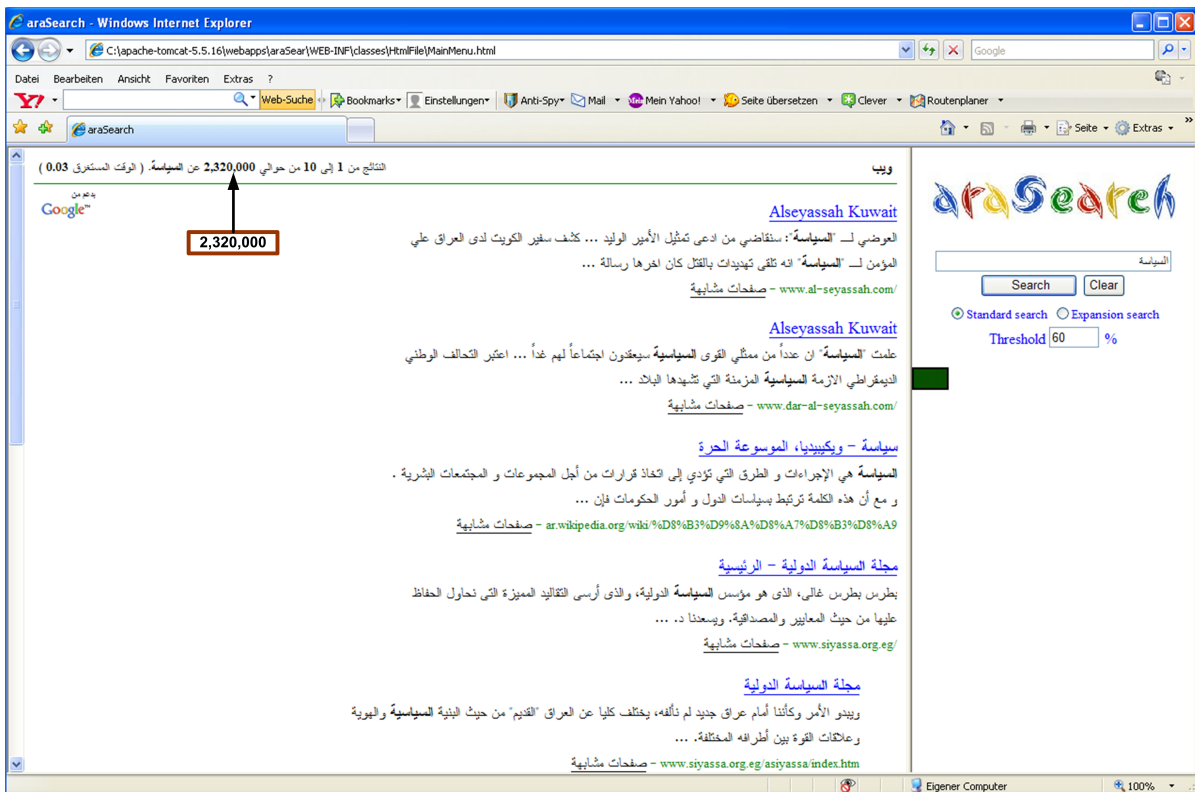 araSearch - Windows Internet Explorer
C:\apache-tomcat-5.5.16\webapps\araSear\WEB-INF\classes\HtmlFile\MainMenu.html
Google
Datei Bearbeiten Ansicht Favoriten Extras ?
Y! Web-Suche Bookmarks Einstellungen Anti-Spy Mail Mein Yahoo! Seite übersetzen Clever Routenplaner
araSearch
Seite Extras »
ويب
النتائج من 1 إلى 10 من حوالي 2,320,000 عن السياسة. ( الوقت المستغرق 0.03 )
بدعم من
Google™
2,320,000
Alseyassah Kuwait
العوضي لــ "السياسة": سنقاضي من ادعى تمثيل الأمير الوليد ... كشف سفير الكويت لدى العراق علي
المؤمن لــ "السياسة" انه تلقى تهديدات بالقتل كان اخرها رسالة ...
www.al-seyassah.com/ - صفحات مشابهة
Alseyassah Kuwait
علمت "السياسة" ان عدداً من ممثلي القوى السياسية سيعقدون اجتماعاً لهم غداً ... اعتبر التحالف الوطني
الديمقراطي الازمة السياسية المزمنة التي تشهدها البلاد ...
www.dar-al-seyassah.com/ - صفحات مشابهة
سياسة - ويكيبيديا، الموسوعة الحرة
السياسة هي الإجراءات و الطرق التي تؤدي إلى اتخاذ قرارات من أجل المجموعات و المجتمعات البشرية .
و مع أن هذه الكلمة ترتبط بسياسات الدول و أمور الحكومات فإن ...
ar.wikipedia.org/wiki/%D8%B3%D9%8A%D8%A7%D8%B3%D8%A9 - صفحات مشابهة
مجلة السياسة الدولية - الرئيسية
بطرس بطرس غالى، الذى هو مؤسس السياسة الدولية، والذى أرسى التقاليد المميزة التى نحاول الحفاظ
عليها من حيث المعايير والمصداقية. ويسعدنا د. ...
www.siyassa.org.eg/ - صفحات مشابهة
مجلة السياسة الدولية
ويبدو الأمر وكأننا أمام عراق جديد لم نألفه، يختلف كليا عن العراق "القديم" من حيث البنية السياسية والهوية
وعلاقات القوة بين أطرافه المختلفة. ...
www.siyassa.org.eg/asiyassa/index.htm - صفحات مشابهة
araSearch
السياسة
Search Clear
Standard search Expansion search
Threshold 60 %
Eigener Computer 100%